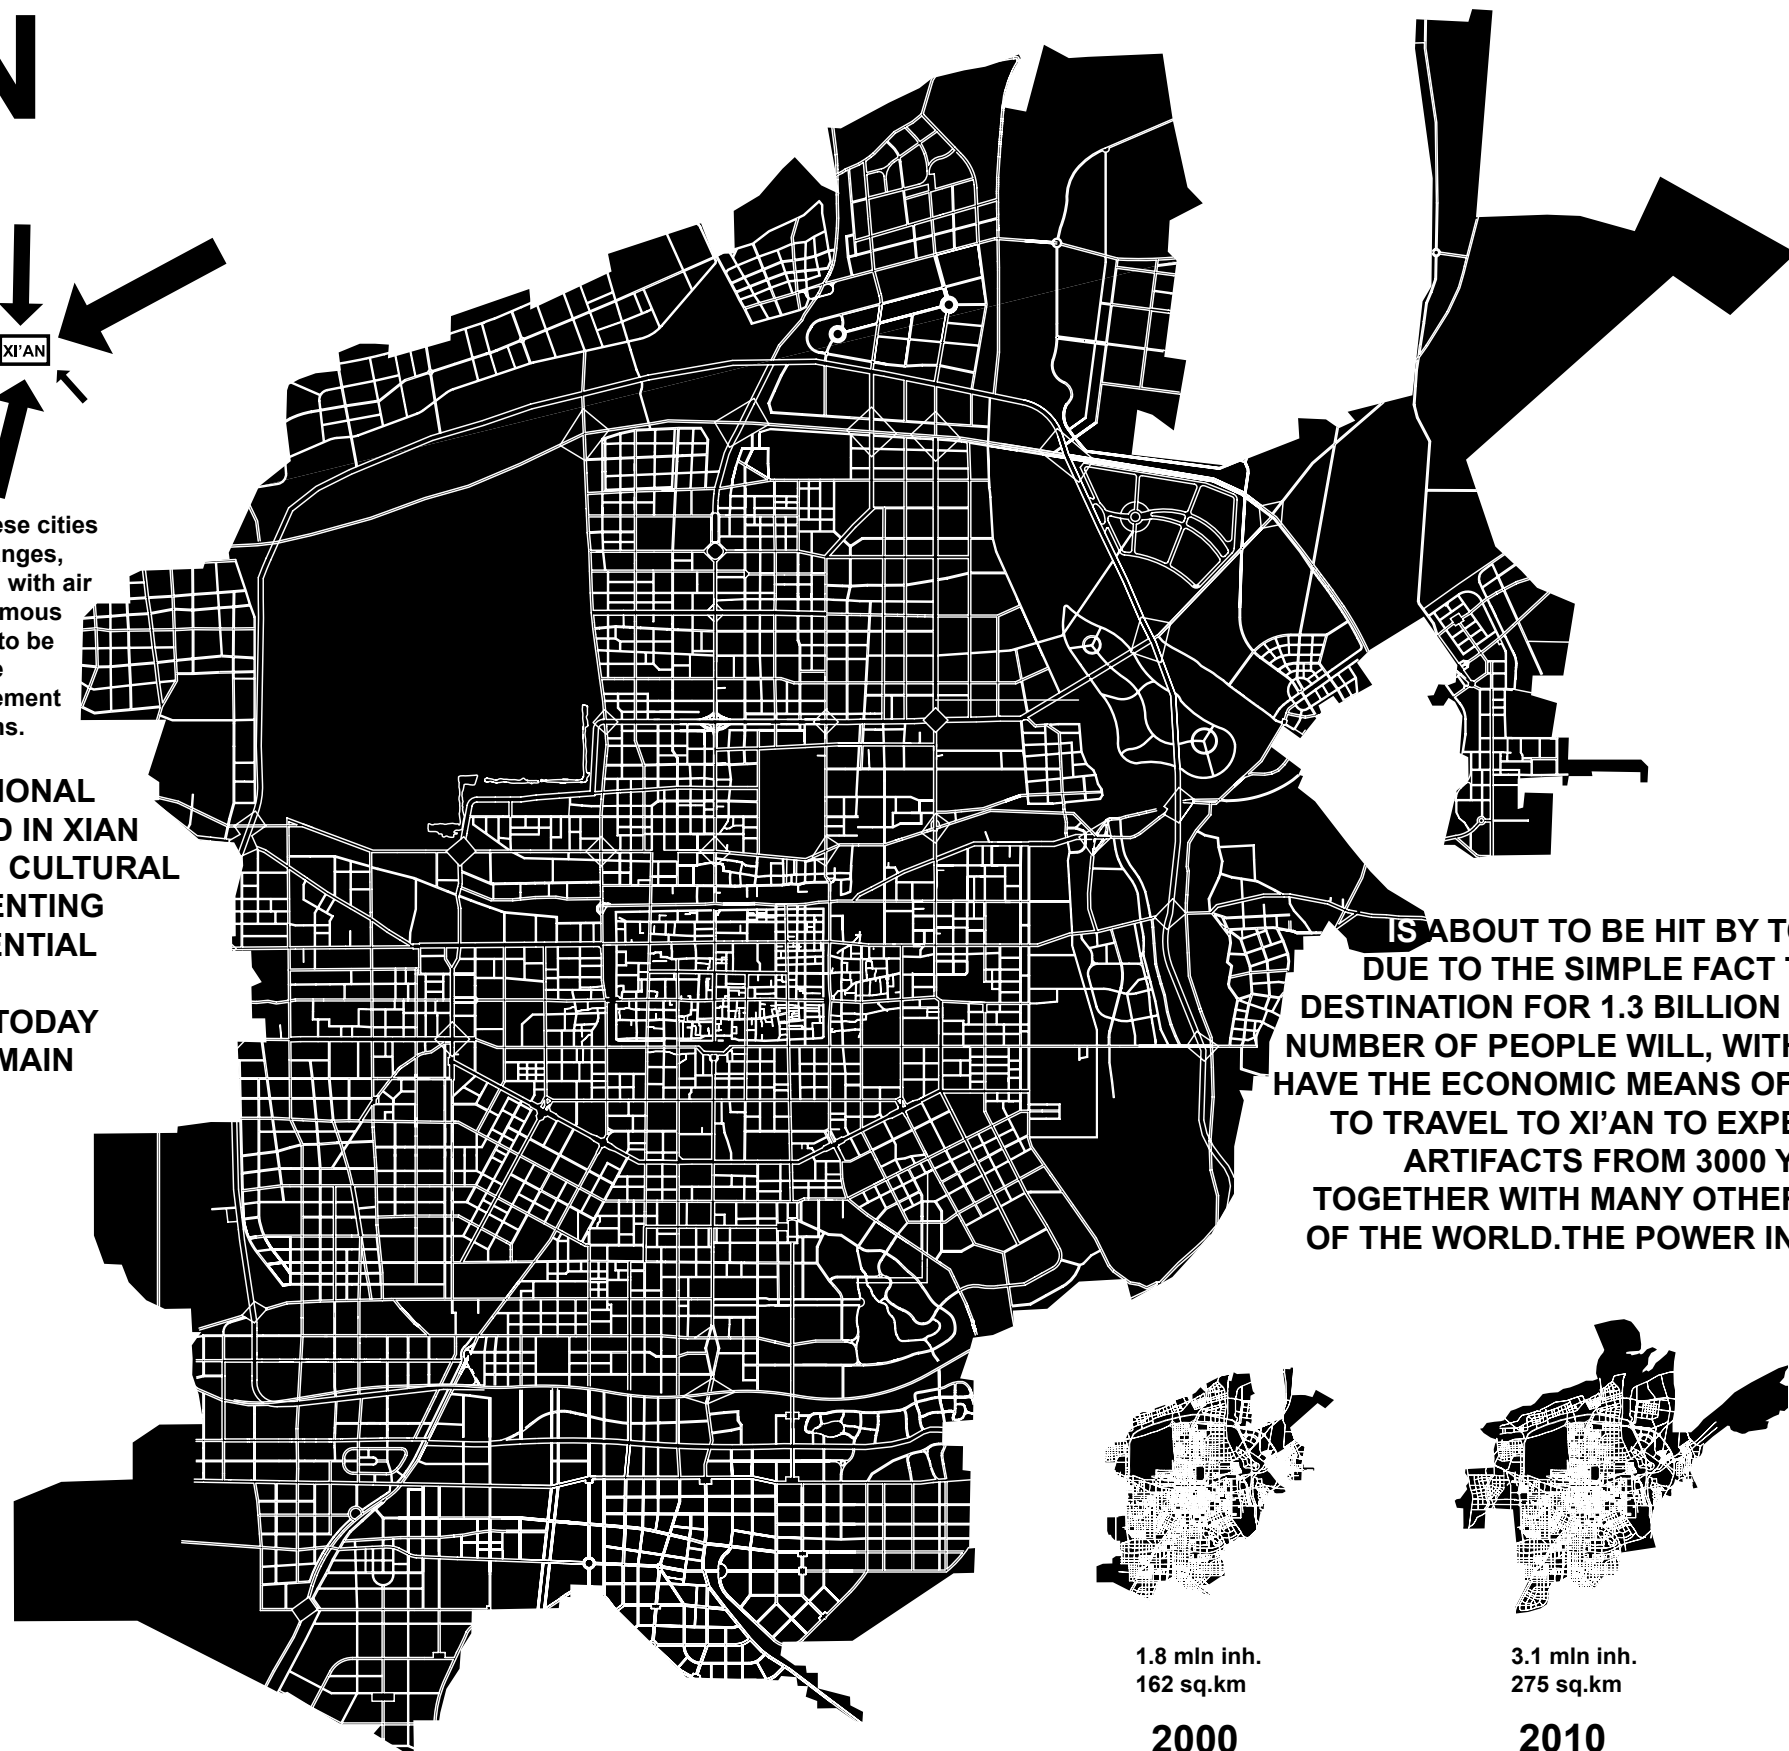 N
XI'AN
ese cities
anges,
with air
mous
to be
e
ement
ns.
IONAL
D IN XIAN
CULTURAL
ENTING
ENTIAL
TODAY
MAIN
IS ABOUT TO BE HIT BY TO
DUE TO THE SIMPLE FACT T
DESTINATION FOR 1.3 BILLION
NUMBER OF PEOPLE WILL, WITH
HAVE THE ECONOMIC MEANS OF
TO TRAVEL TO XI'AN TO EXPE
ARTIFACTS FROM 3000 Y
TOGETHER WITH MANY OTHER
OF THE WORLD.THE POWER IN
1.8 mln inh.
162 sq.km
2000
3.1 mln inh.
275 sq.km
2010